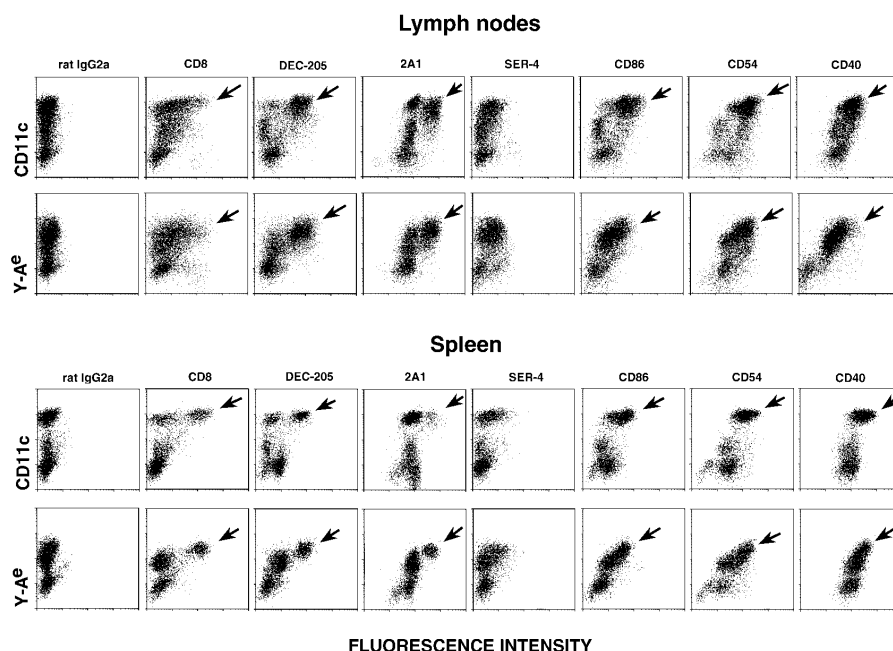 Lymph nodes
rat IgG2a CD8 DEC-205 2A1 SER-4 CD86 CD54 CD40
CD11c
Y-Ae
Spleen
rat IgG2a CD8 DEC-205 2A1 SER-4 CD86 CD54 CD40
CD11c
Y-Ae
FLUORESCENCE INTENSITY